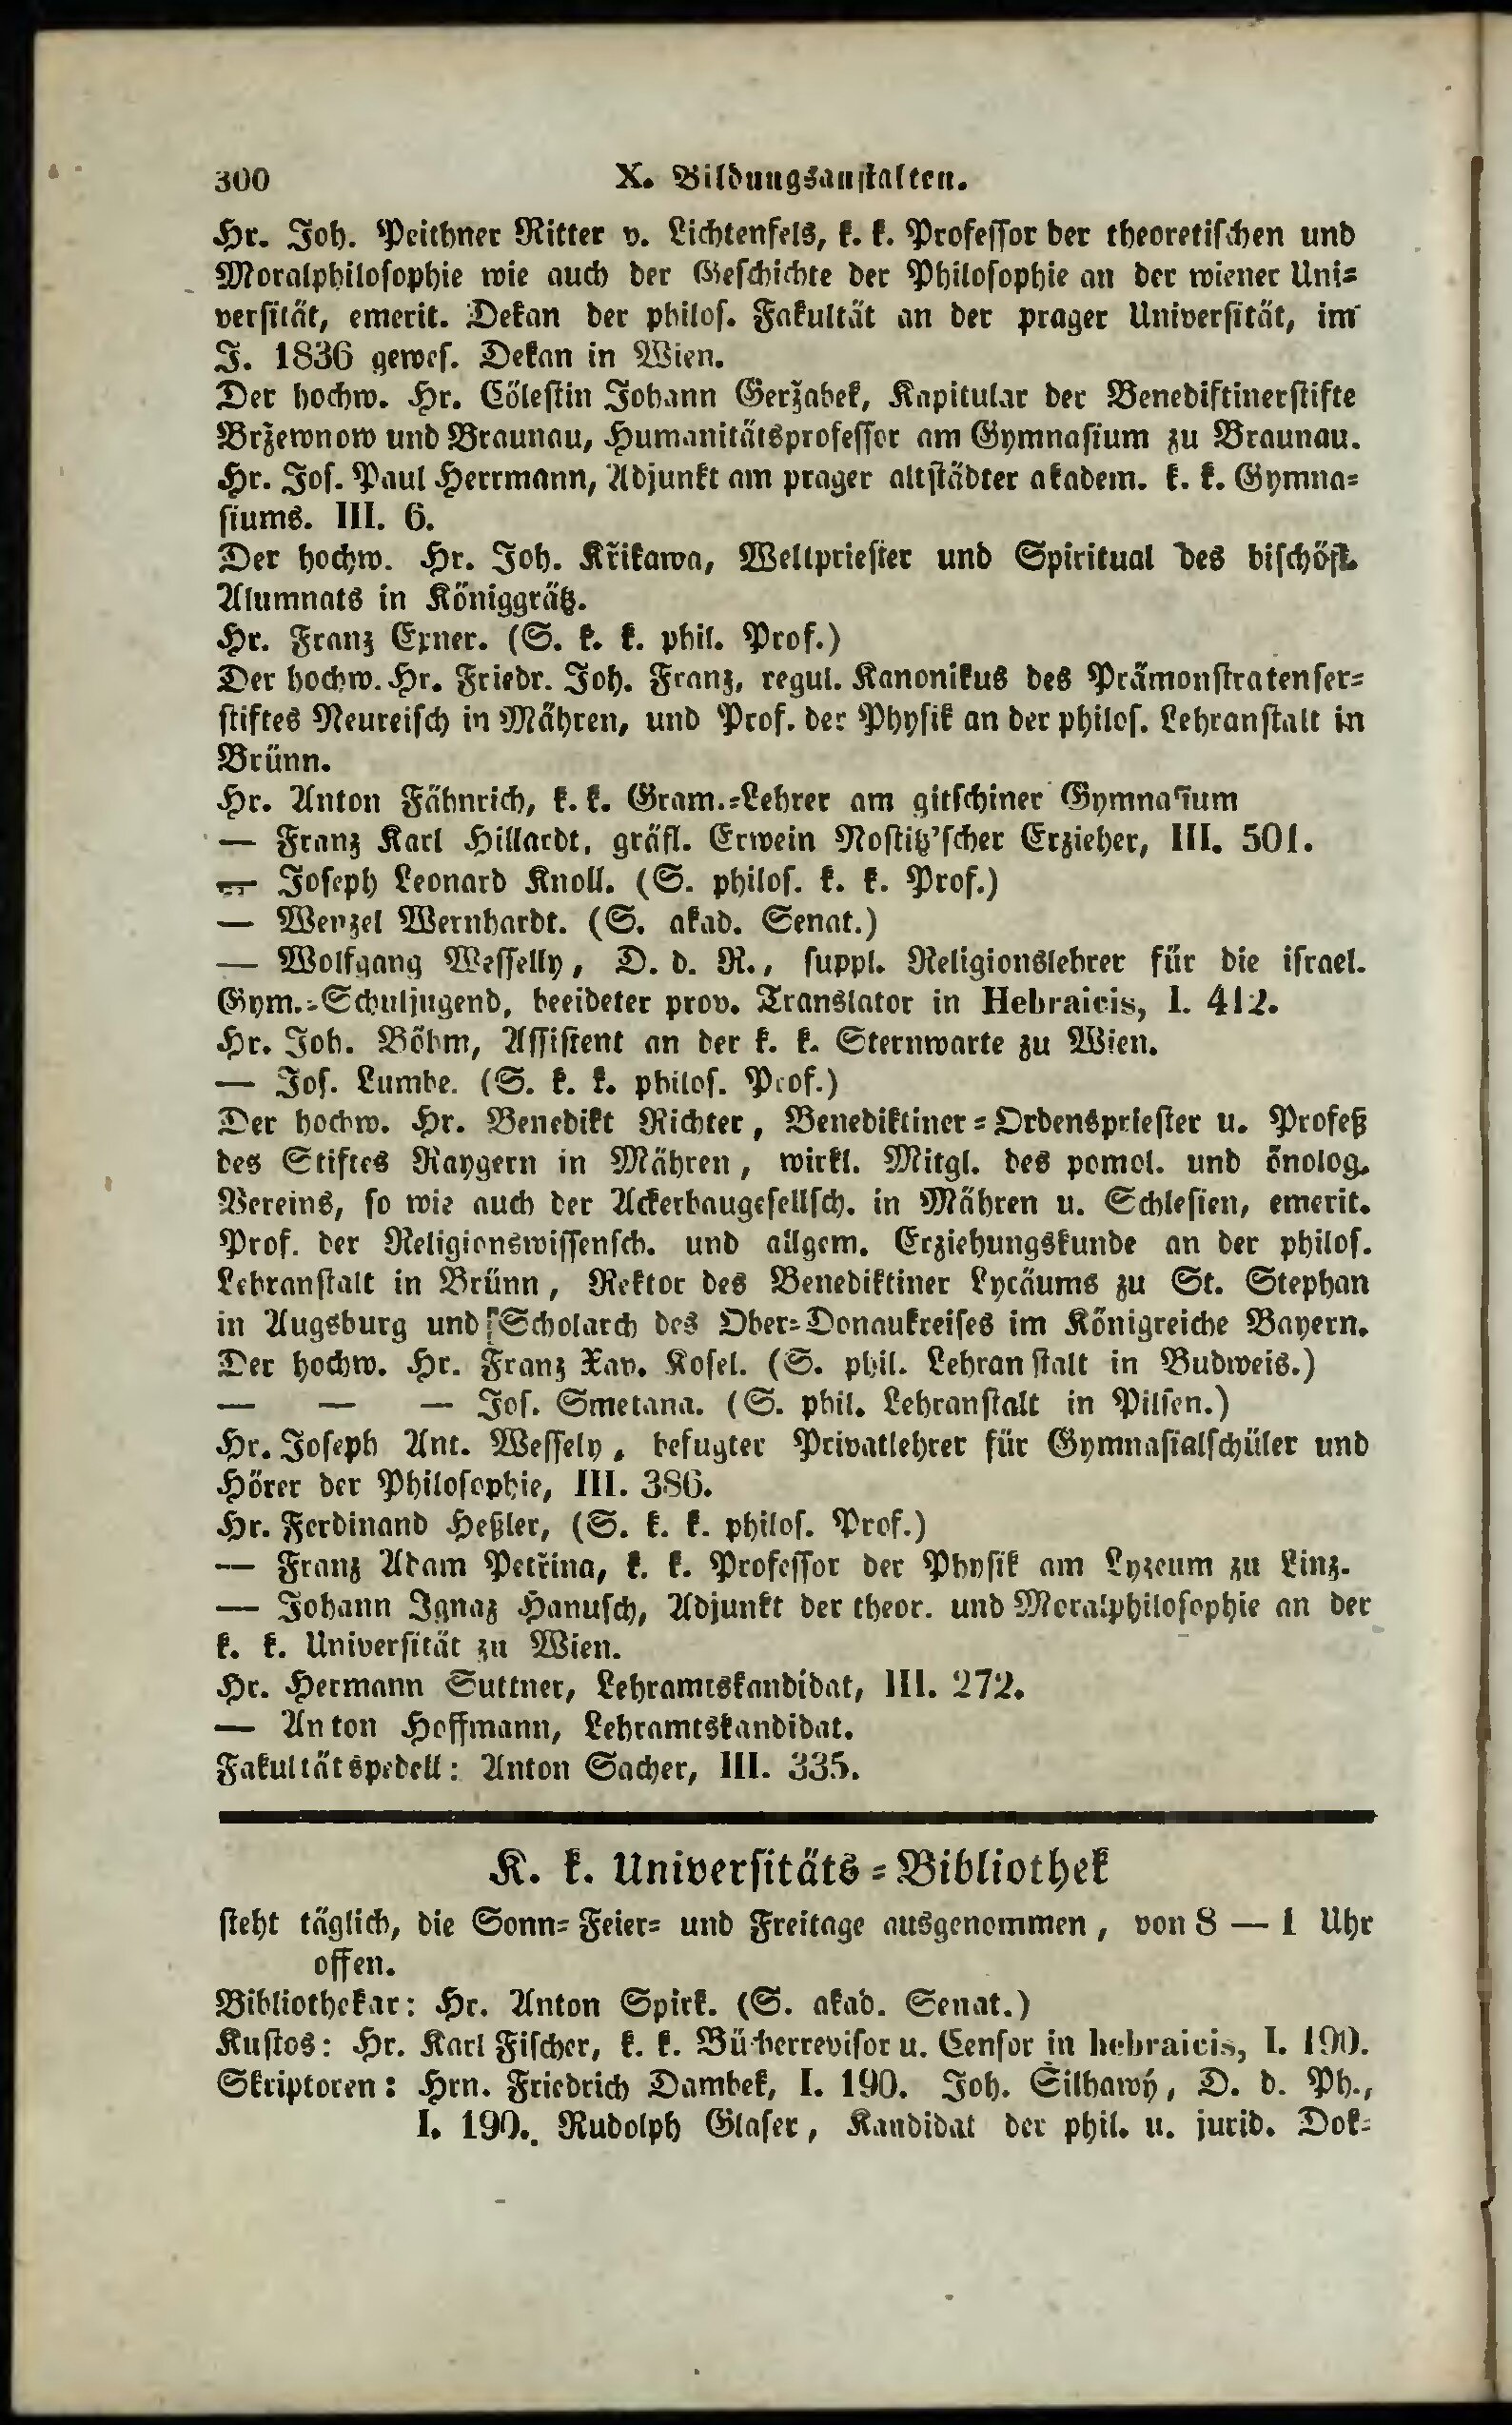 300 X. Bildungsanstalten.
Hr. Joh. Peithner Ritter v. Lichtenfels, k. k. Professor der theoretischen und
Moralphilosophie wie auch der Geschichte der Philosophie an der wiener Uni=
versität, emerit. Dekan der philos. Fakultät an der prager Universität, im
J. 1836 gewes. Dekan in Wien.
Der hochw. Hr. Cölestin Johann Geržabek, Kapitular der Benediktinerstifte
Bržewnow und Braunau, Humanitätsprofessor am Gymnasium zu Braunau.
Hr. Jos. Paul Herrmann, Adjunkt am prager altstädter akadem. k. k. Gymna=
siums. III. 6.
Der hochw. Hr. Joh. Křikawa, Weltpriester und Spiritual des bischöfl.
Alumnats in Königgrätz.
Hr. Franz Exner. (S. k. k. phil. Prof.)
Der hochw. Hr. Friedr. Joh. Franz, regul. Kanonikus des Prämonstratenser=
stiftes Neureisch in Mähren, und Prof. der Physik an der philos. Lehranstalt in
Brünn.
Hr. Anton Fähnrich, k. k. Gram.=Lehrer am gitschiner Gymnasium
— Franz Karl Hillardt, gräfl. Erwein Nostitz'scher Erzieher, III. 501.
— Joseph Leonard Knoll. (S. philos. k. k. Prof.)
— Wenzel Wernhardt. (S. akad. Senat.)
— Wolfgang Wesselly, D. d. R., suppl. Religionslehrer für die israel.
Gym.=Schuljugend, beeideter prov. Translator in Hebraicis, I. 412.
Hr. Joh. Böhm, Assistent an der k. k. Sternwarte zu Wien.
— Jos. Lumbe. (S. k. k. philos. Prof.)
Der hochw. Hr. Benedikt Richter, Benediktiner=Ordenspriester u. Profeß
des Stiftes Raygern in Mähren, wirkl. Mitgl. des pomol. und önolog.
Vereins, so wie auch der Ackerbaugesellsch. in Mähren u. Schlesien, emerit.
Prof. der Religionswissensch. und allgem. Erziehungskunde an der philos.
Lehranstalt in Brünn, Rektor des Benediktiner Lycäums zu St. Stephan
in Augsburg und Scholarch des Ober=Donaukreises im Königreiche Bayern.
Der hochw. Hr. Franz Xav. Kosel. (S. phil. Lehranstalt in Budweis.)
— — — Jos. Smetana. (S. phil. Lehranstalt in Pilsen.)
Hr. Joseph Ant. Wessely, befugter Privatlehrer für Gymnasialschüler und
Hörer der Philosophie, III. 386.
Hr. Ferdinand Heßler, (S. k. k. philos. Prof.)
— Franz Adam Petřina, k. k. Professor der Physik am Lyzeum zu Linz.
— Johann Ignaz Hanusch, Adjunkt der theor. und Moralphilosophie an der
k. k. Universität zu Wien.
Hr. Hermann Suttner, Lehramtskandidat, III. 272.
— Anton Hoffmann, Lehramtskandidat.
Fakultätspedell: Anton Sacher, III. 335.
K. k. Universitäts=Bibliothek
steht täglich, die Sonn= Feier= und Freitage ausgenommen, von 8 — 1 Uhr
offen.
Bibliothekar: Hr. Anton Spirk. (S. akad. Senat.)
Kustos: Hr. Karl Fischer, k. k. Bücherrevisor u. Censor in hebraicis, I. 190.
Skriptoren: Hrn. Friedrich Dambek, I. 190. Joh. Šilhawý, D. d. Ph.,
I. 190. Rudolph Glaser, Kandidat der phil. u. jurid. Dok=